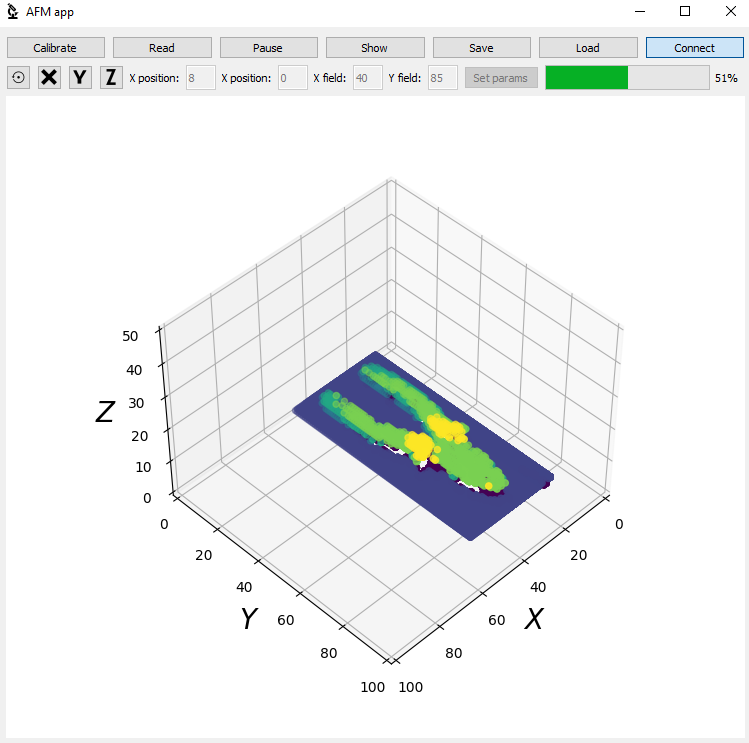 AFM app
Calibrate Read Pause Show Save Load Connect
X Y Z X position: 8 X position: 0 X field: 40 Y field: 85 Set params 51%
50
40
Z 30
20
10
0
0 0
20 20
40 40
Y 60 60 X
80 80
100 100